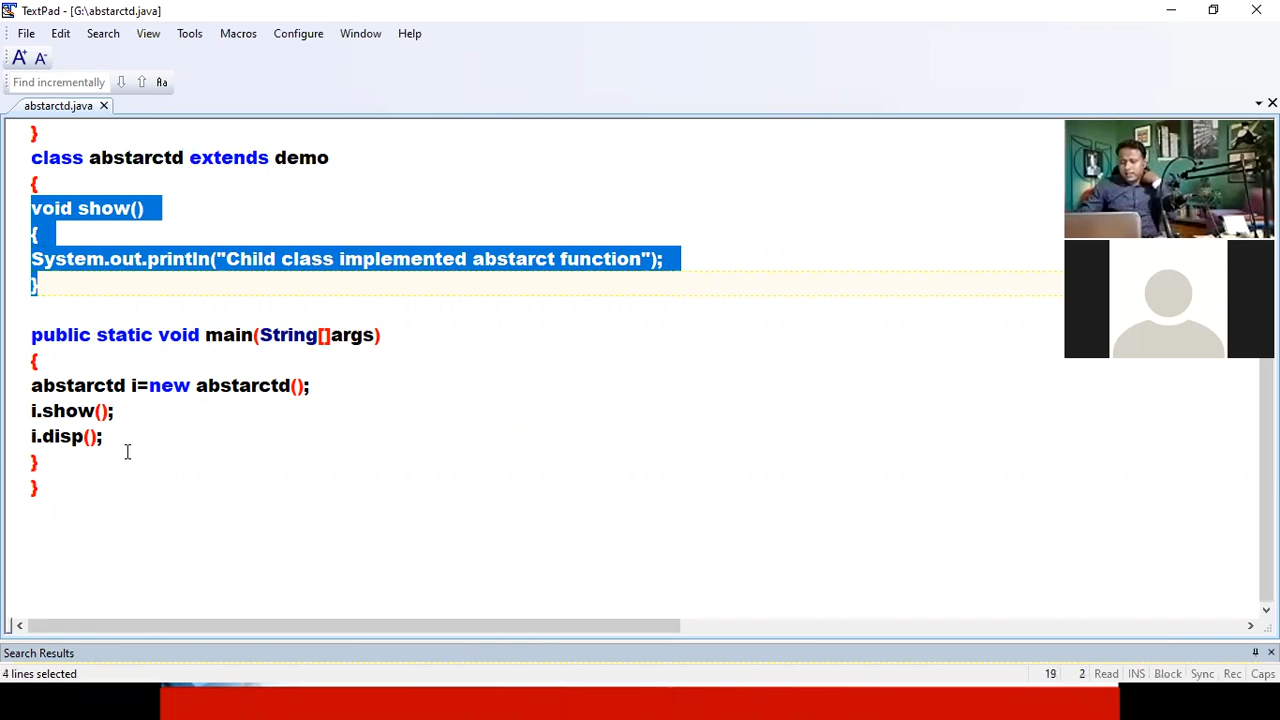 TextPad - [G:\abstarctd.java]
File Edit Search View Tools Macros Configure Window Help
A+ A-
Find incrementally Aa
abstarctd.java
}
class abstarctd extends demo
{
void show()
{
System.out.println("Child class implemented abstarct function");
}
public static void main(String[]args)
{
abstarctd i=new abstarctd();
i.show();
i.disp();
}
}
Search Results
4 lines selected 19 2 Read INS Block Sync Rec Caps